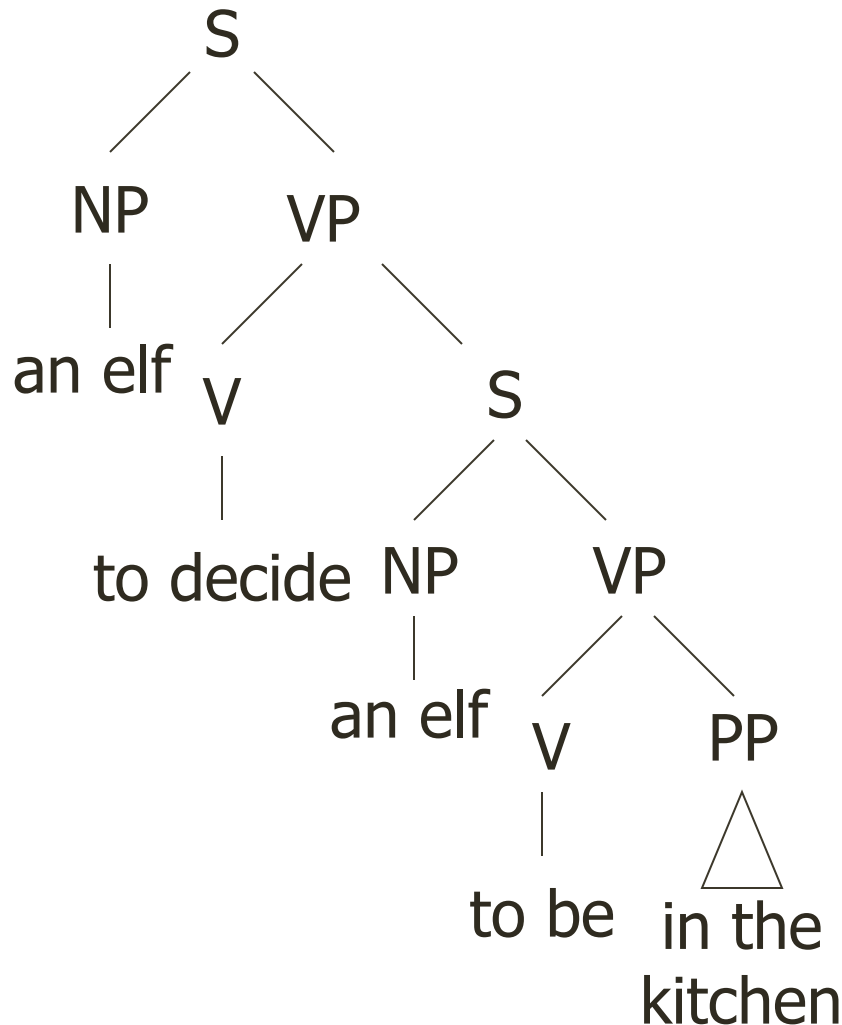 S
NP VP
an elf V S
to decide NP VP
an elf V PP
to be in the
kitchen